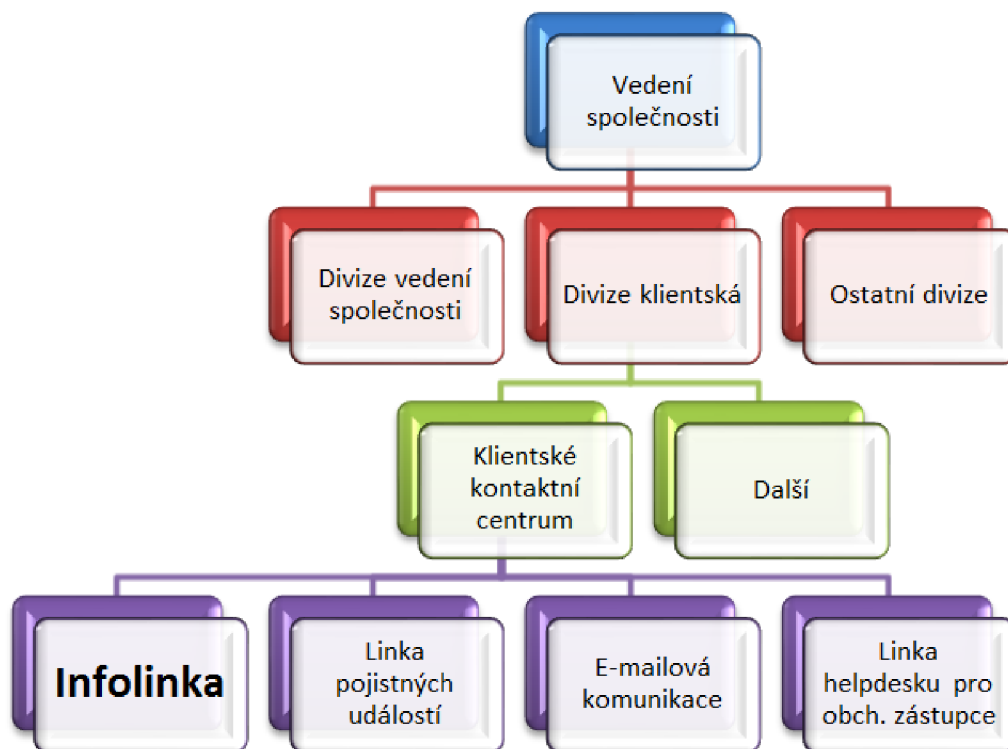 Vedení
společnosti
Divize vedení
společnosti
Divize klientská
Ostatní divize
Klientské
kontaktní
centrum
Další
Infolinka
Linka
pojistných
událostí
E-mailová
komunikace
Linka
helpdesku pro
obch. zástupce